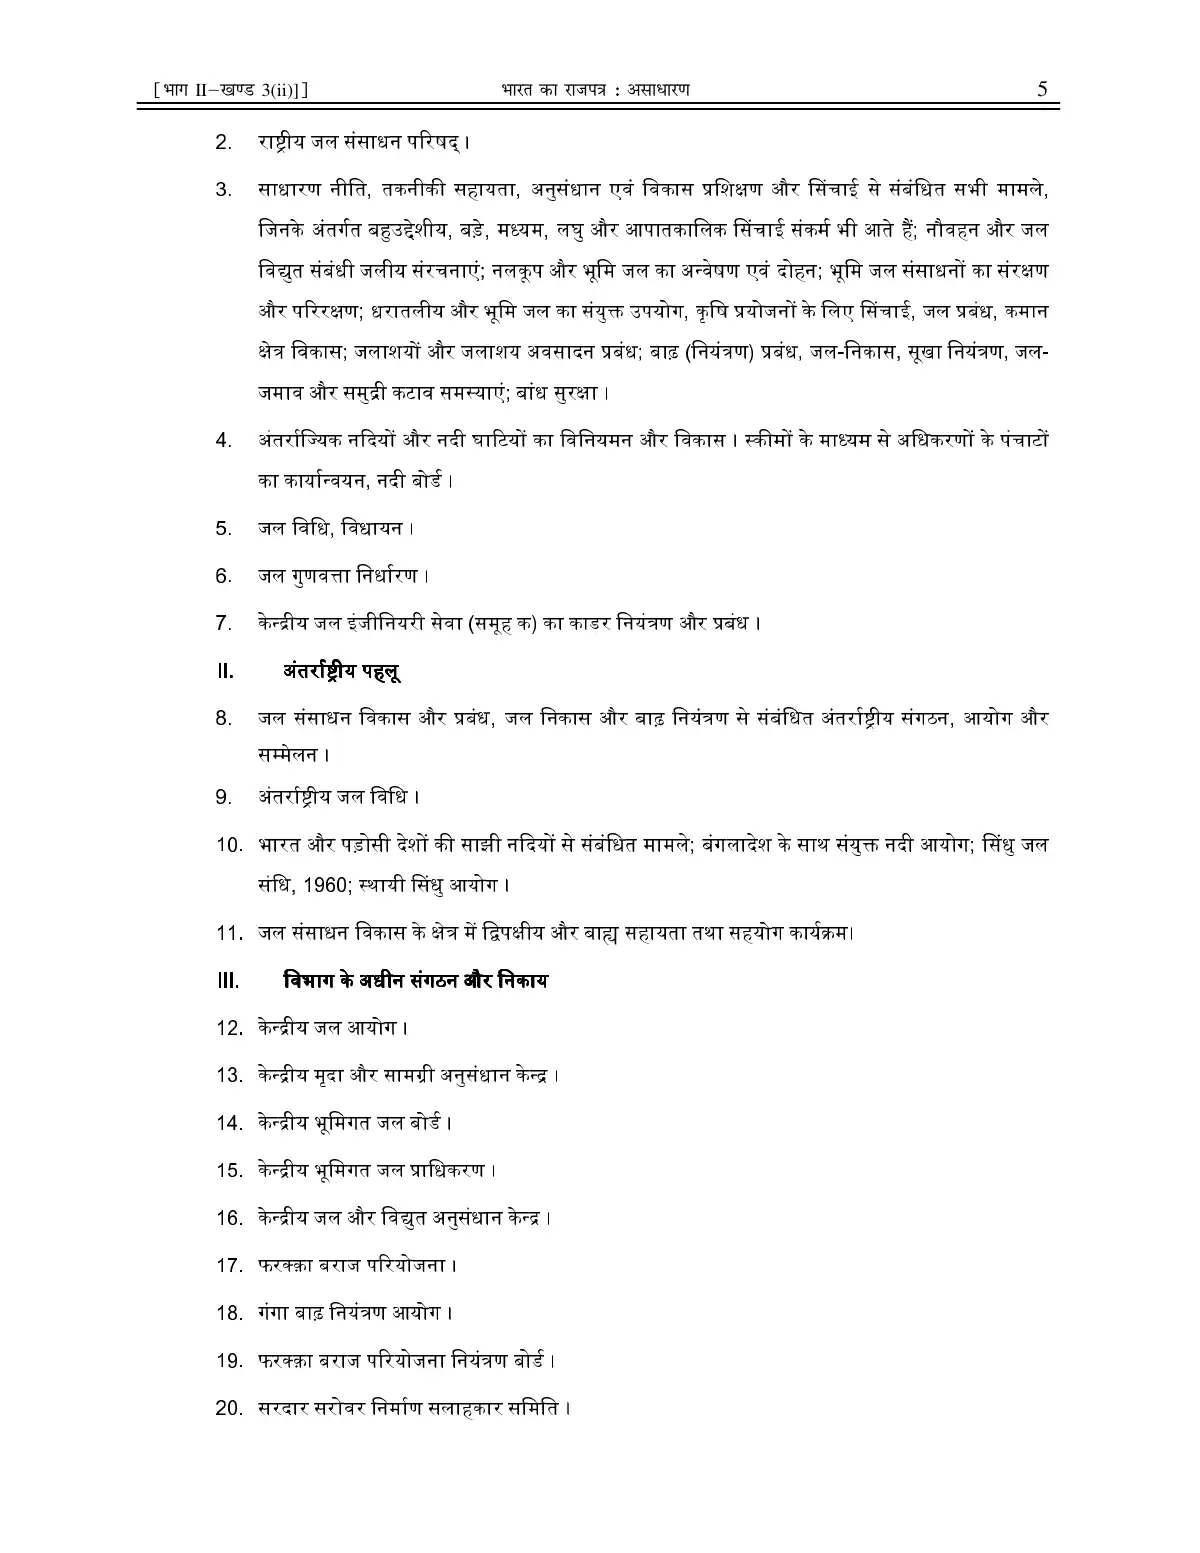 [ भाग II—खण्ड 3(ii)] ] भारत का राजपत्र : असाधारण 5
2. राष्ट्रीय जल संसाधन परिषद् ।
3. साधारण नीति, तकनीकी सहायता, अनुसंधान एवं विकास प्रशिक्षण और सिंचाई से संबंधित सभी मामले,
जिनके अंतर्गत बहुउद्देशीय, बड़े, मध्यम, लघु और आपातकालिक सिंचाई संकर्म भी आते हैं; नौवहन और जल
विद्युत संबंधी जलीय संरचनाएं; नलकूप और भूमि जल का अन्वेषण एवं दोहन; भूमि जल संसाधनों का संरक्षण
और परिरक्षण; धरातलीय और भूमि जल का संयुक्त उपयोग, कृषि प्रयोजनों के लिए सिंचाई, जल प्रबंध, कमान
क्षेत्र विकास; जलाशयों और जलाशय अवसादन प्रबंध; बाढ़ (नियंत्रण) प्रबंध, जल-निकास, सूखा नियंत्रण, जल-
जमाव और समुद्री कटाव समस्याएं; बांध सुरक्षा ।
4. अंतर्राज्यिक नदियों और नदी घाटियों का विनियमन और विकास । स्कीमों के माध्यम से अधिकरणों के पंचाटों
का कार्यान्वयन, नदी बोर्ड ।
5. जल विधि, विधायन ।
6. जल गुणवत्ता निर्धारण ।
7. केन्द्रीय जल इंजीनियरी सेवा (समूह क) का काडर नियंत्रण और प्रबंध ।
II. अंतर्राष्ट्रीय पहलू
8. जल संसाधन विकास और प्रबंध, जल निकास और बाढ़ नियंत्रण से संबंधित अंतर्राष्ट्रीय संगठन, आयोग और
सम्मेलन ।
9. अंतर्राष्ट्रीय जल विधि ।
10. भारत और पड़ोसी देशों की साझी नदियों से संबंधित मामले; बंगलादेश के साथ संयुक्त नदी आयोग; सिंधु जल
संधि, 1960; स्थायी सिंधु आयोग ।
11. जल संसाधन विकास के क्षेत्र में द्विपक्षीय और बाह्य सहायता तथा सहयोग कार्यक्रम।
III. विभाग के अधीन संगठन और निकाय
12. केन्द्रीय जल आयोग ।
13. केन्द्रीय मृदा और सामग्री अनुसंधान केन्द्र ।
14. केन्द्रीय भूमिगत जल बोर्ड ।
15. केन्द्रीय भूमिगत जल प्राधिकरण ।
16. केन्द्रीय जल और विद्युत अनुसंधान केन्द्र ।
17. फरक्क़ा बराज परियोजना ।
18. गंगा बाढ़ नियंत्रण आयोग ।
19. फरक्क़ा बराज परियोजना नियंत्रण बोर्ड ।
20. सरदार सरोवर निर्माण सलाहकार समिति ।